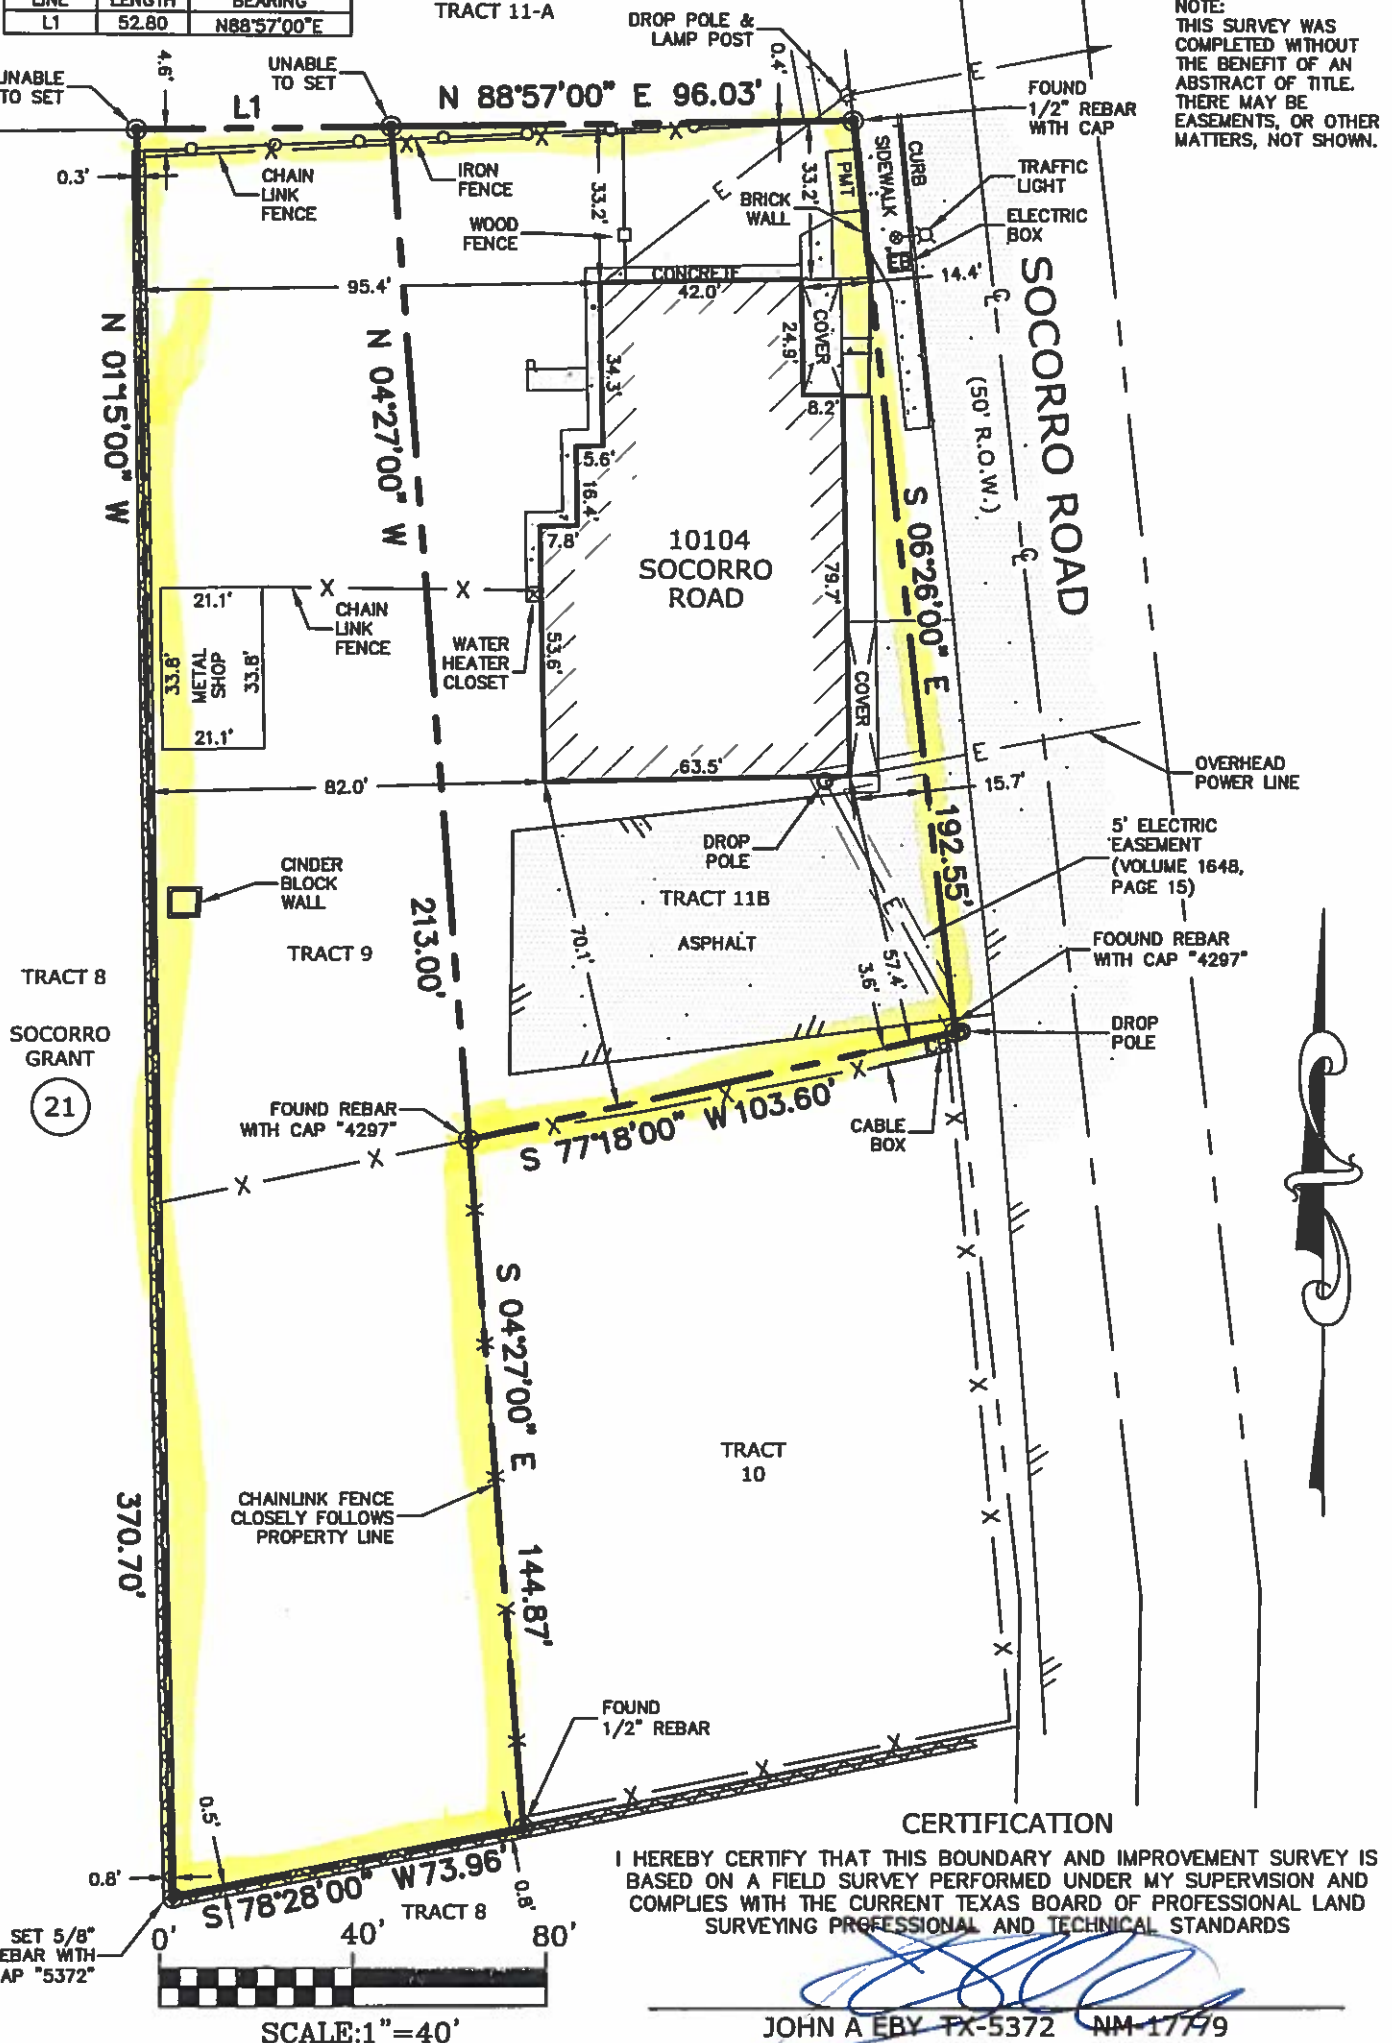 LINE LENGTH BEARING
L1 52.80 N88°57'00"E
TRACT 11-A
DROP POLE &
LAMP POST
NOTE:
THIS SURVEY WAS
COMPLETED WITHOUT
THE BENEFIT OF AN
ABSTRACT OF TITLE.
THERE MAY BE
EASEMENTS, OR OTHER
MATTERS, NOT SHOWN.
UNABLE
TO SET
4.6'
UNABLE
TO SET
L1
N 88°57'00" E 96.03'
0.4'
E
FOUND
1/2" REBAR
WITH CAP
0.3'
CHAIN
LINK
FENCE
IRON
FENCE
33.2'
WOOD
FENCE
E
BRICK
WALL
33.2'
PMT
SIDEWALK
CURB
TRAFFIC
LIGHT
ELECTRIC
BOX
EB
95.4'
CONCRETE
42.0'
14.4'
SOCORRO ROAD
(50' R.O.W.)
N 01°15'00" W
N 04°27'00" W
34.3'
24.9'
COVER
8.2'
5.6'
16.4'
7.8'
10104
SOCORRO
ROAD
79.7'
S 06°26'00" E
192.55'
21.1'
METAL
SHOP
33.8'
33.8'
21.1'
CHAIN
LINK
FENCE
WATER
HEATER
CLOSET
53.6'
COVER
63.5'
82.0'
15.7'
E
OVERHEAD
POWER LINE
DROP
POLE
5' ELECTRIC
EASEMENT
(VOLUME 1648,
PAGE 15)
CINDER
BLOCK
WALL
TRACT 9
213.00'
TRACT 11B
ASPHALT
70.1'
E
57.4'
3.6'
FOOUND REBAR
WITH CAP "4297"
DROP
POLE
TRACT 8
SOCORRO
GRANT
21
FOUND REBAR
WITH CAP "4297"
S 77°18'00" W 103.60'
CABLE
BOX
S 04°27'00" E
144.87'
TRACT
10
CHAINLINK FENCE
CLOSELY FOLLOWS
PROPERTY LINE
370.70'
FOUND
1/2" REBAR
0.5'
0.8'
S 78°28'00" W 73.96'
0.8'
TRACT 8
SET 5/8"
EBAR WITH
AP "5372"
0' 40' 80'
SCALE:1"=40'
CERTIFICATION
I HEREBY CERTIFY THAT THIS BOUNDARY AND IMPROVEMENT SURVEY IS
BASED ON A FIELD SURVEY PERFORMED UNDER MY SUPERVISION AND
COMPLIES WITH THE CURRENT TEXAS BOARD OF PROFESSIONAL LAND
SURVEYING PROFESSIONAL AND TECHNICAL STANDARDS
JOHN A EBY TX-5372 NM-17779